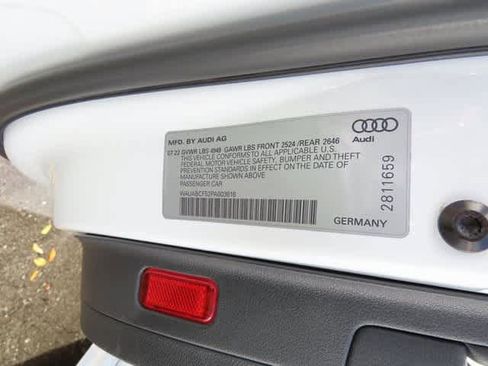 MFD. BY AUDI AG
07 22 GVWR LBS 4949 GAWR LBS FRONT 2524 /REAR 2646
THIS VEHICLE CONFORMS TO ALL APPLICABLE U.S.
FEDERAL MOTOR VEHICLE SAFETY, BUMPER AND THEFT
PREVENTION STANDARDS IN EFFECT ON THE DATE OF
MANUFACTURE SHOWN ABOVE
PASSENGER CAR
Audi
2811659
GERMANY